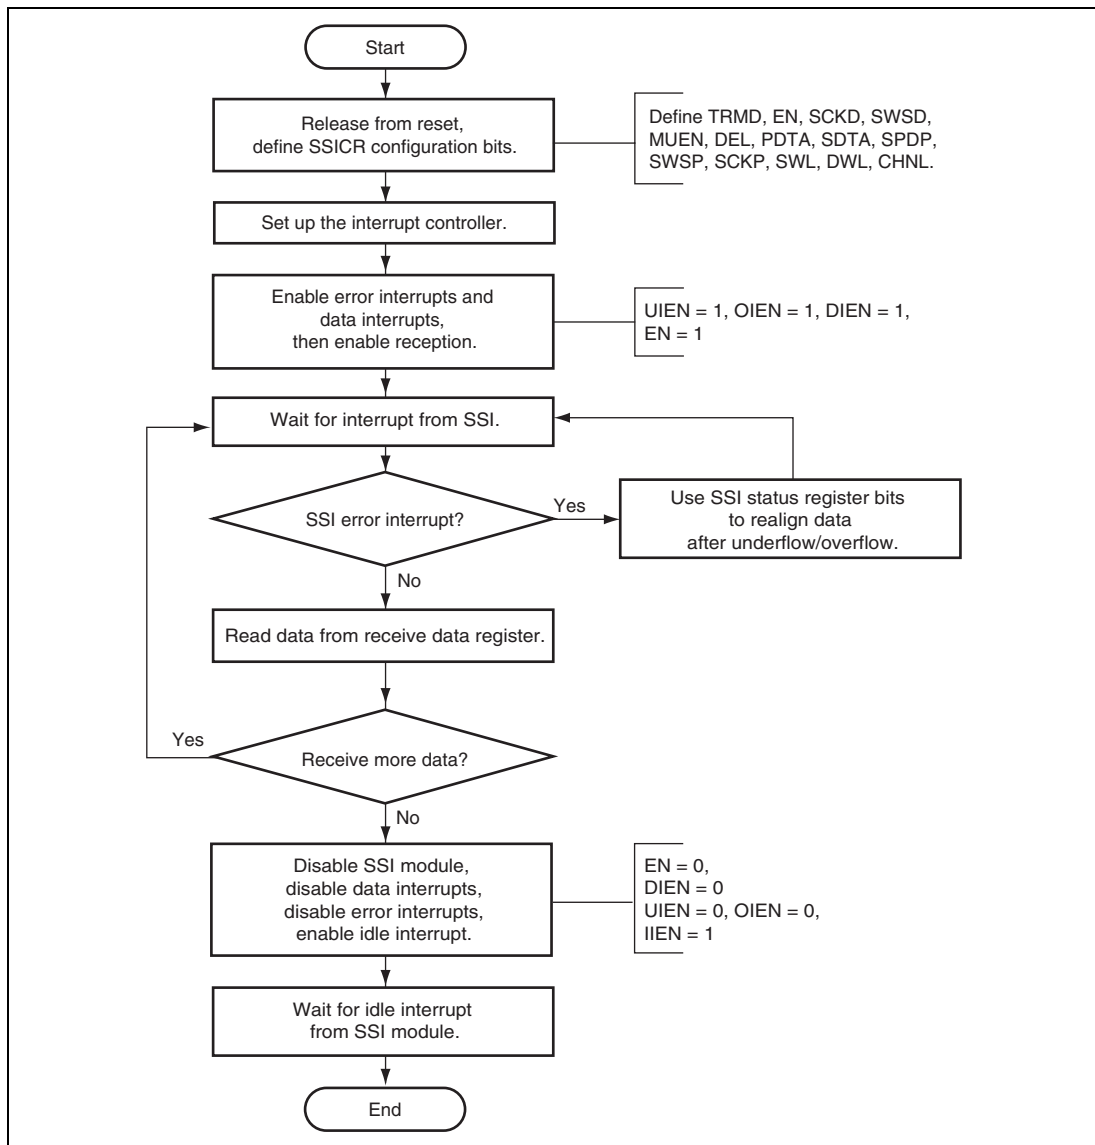 Start
Release from reset,
define SSICR configuration bits.
Define TRMD, EN, SCKD, SWSD,
MUEN, DEL, PDTA, SDTA, SPDP,
SWSP, SCKP, SWL, DWL, CHNL.
Set up the interrupt controller.
Enable error interrupts and
data interrupts,
then enable reception.
UIEN = 1, OIEN = 1, DIEN = 1,
EN = 1
Wait for interrupt from SSI.
SSI error interrupt?
Yes
Use SSI status register bits
to realign data
after underflow/overflow.
No
Read data from receive data register.
Yes
Receive more data?
No
Disable SSI module,
disable data interrupts,
disable error interrupts,
enable idle interrupt.
EN = 0,
DIEN = 0
UIEN = 0, OIEN = 0,
IIEN = 1
Wait for idle interrupt
from SSI module.
End